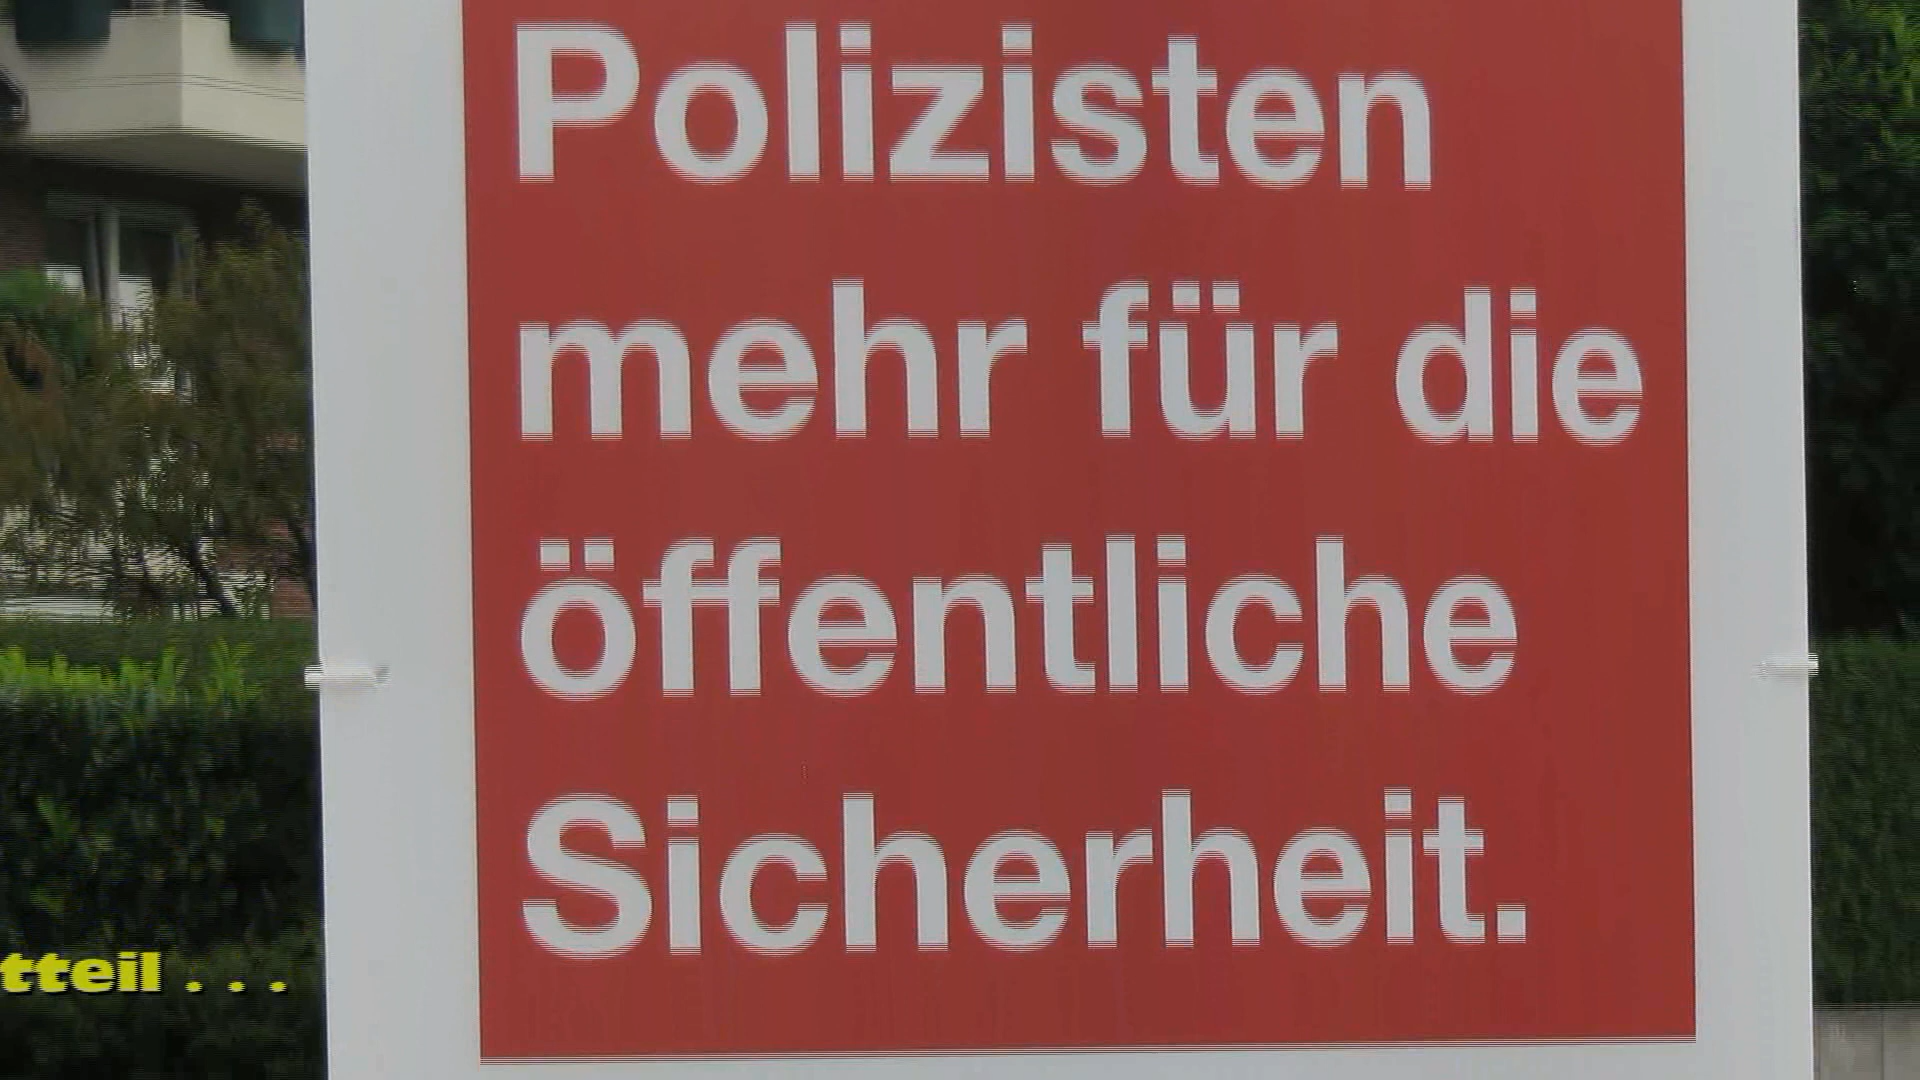 Polizisten
mehr für die
öffentliche
Sicherheit.
tteil . . .